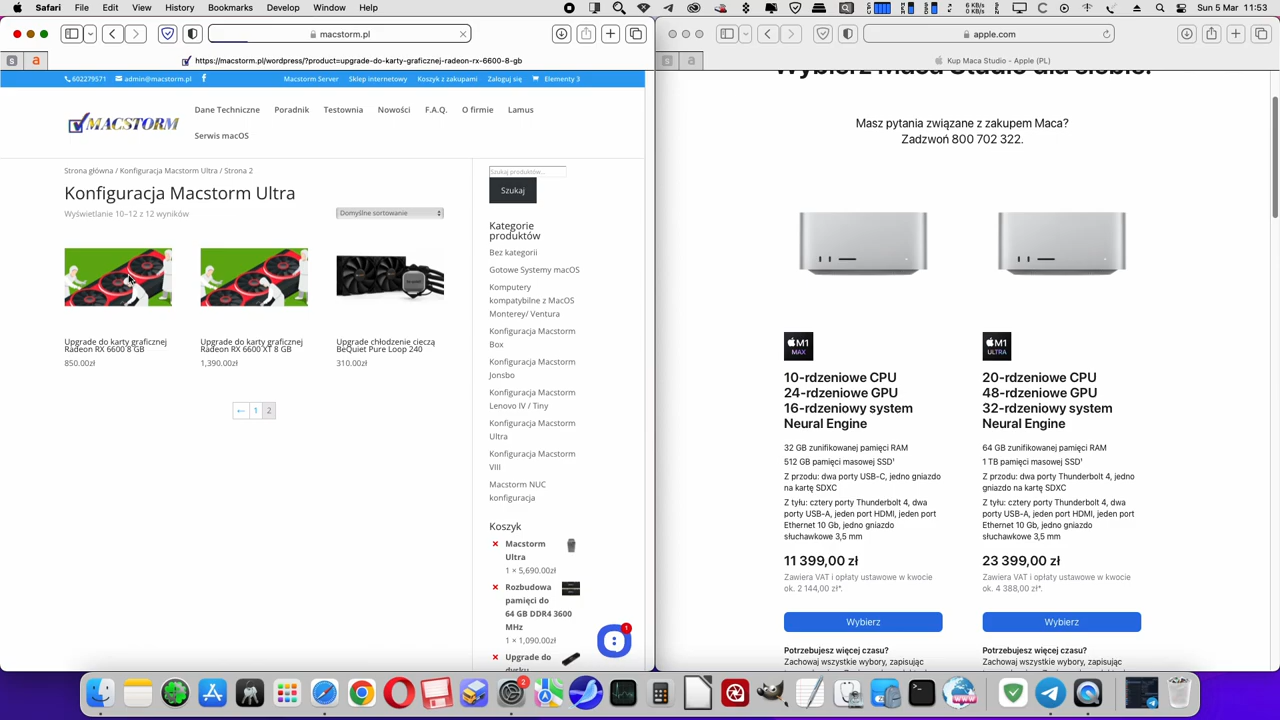 Safari File Edit View History Bookmarks Develop Window Help
6 KB/s
Sun 5 Mar 11:53
macstorm.pl
https://macstorm.pl/wordpress/?product=upgrade-do-karty-graficznej-radeon-rx-6600-8-gb
602279571 admin@macstorm.pl
Macstorm Server Sklep internetowy Koszyk z zakupami Zaloguj się Elementy 3
MACSTORM
Dane Techniczne Poradnik Testownia Nowości F.A.Q. O firmie Lamus
Serwis macOS
Strona główna / Konfiguracja Macstorm Ultra / Strona 2
Konfiguracja Macstorm Ultra
Wyświetlanie 10–12 z 12 wyników
Domyślne sortowanie
Upgrade do karty graficznej
Radeon RX 6600 8 GB
850.00zł
Upgrade do karty graficznej
Radeon RX 6600 XT 8 GB
1,390.00zł
Upgrade chłodzenie cieczą
BeQuiet Pure Loop 240
310.00zł
← 1 2
Szukaj produktów...
Szukaj
Kategorie
produktów
Bez kategorii
Gotowe Systemy macOS
Komputery
kompatybilne z MacOS
Monterey/ Ventura
Konfiguracja Macstorm
Box
Konfiguracja Macstorm
Jonsbo
Konfiguracja Macstorm
Lenovo IV / Tiny
Konfiguracja Macstorm
Ultra
Konfiguracja Macstorm
VIII
Macstorm NUC
konfiguracja
Koszyk
Macstorm
Ultra
1 × 5,690.00zł
Rozbudowa
pamięci do
64 GB DDR4 3600
MHz
1 × 1,090.00zł
Upgrade do
dysku
1
apple.com
Kup Maca Studio - Apple (PL)
Wybierz Maca Studio dla siebie.
Masz pytania związane z zakupem Maca?
Zadzwoń 800 702 322.
M1
MAX
10-rdzeniowe CPU
24-rdzeniowe GPU
16-rdzeniowy system
Neural Engine
32 GB zunifikowanej pamięci RAM
512 GB pamięci masowej SSD¹
Z przodu: dwa porty USB-C, jedno gniazdo
na kartę SDXC
Z tyłu: cztery porty Thunderbolt 4, dwa
porty USB-A, jeden port HDMI, jeden port
Ethernet 10 Gb, jedno gniazdo
słuchawkowe 3,5 mm
11 399,00 zł
Zawiera VAT i opłaty ustawowe w kwocie
ok. 2 144,00 zł*.
Wybierz
Potrzebujesz więcej czasu?
Zachowaj wszystkie wybory, zapisując
M1
ULTRA
20-rdzeniowe CPU
48-rdzeniowe GPU
32-rdzeniowy system
Neural Engine
64 GB zunifikowanej pamięci RAM
1 TB pamięci masowej SSD¹
Z przodu: dwa porty Thunderbolt 4, jedno
gniazdo na kartę SDXC
Z tyłu: cztery porty Thunderbolt 4, dwa
porty USB-A, jeden port HDMI, jeden port
Ethernet 10 Gb, jedno gniazdo
słuchawkowe 3,5 mm
23 399,00 zł
Zawiera VAT i opłaty ustawowe w kwocie
ok. 4 388,00 zł*.
Wybierz
Potrzebujesz więcej czasu?
Zachowaj wszystkie wybory, zapisując
2